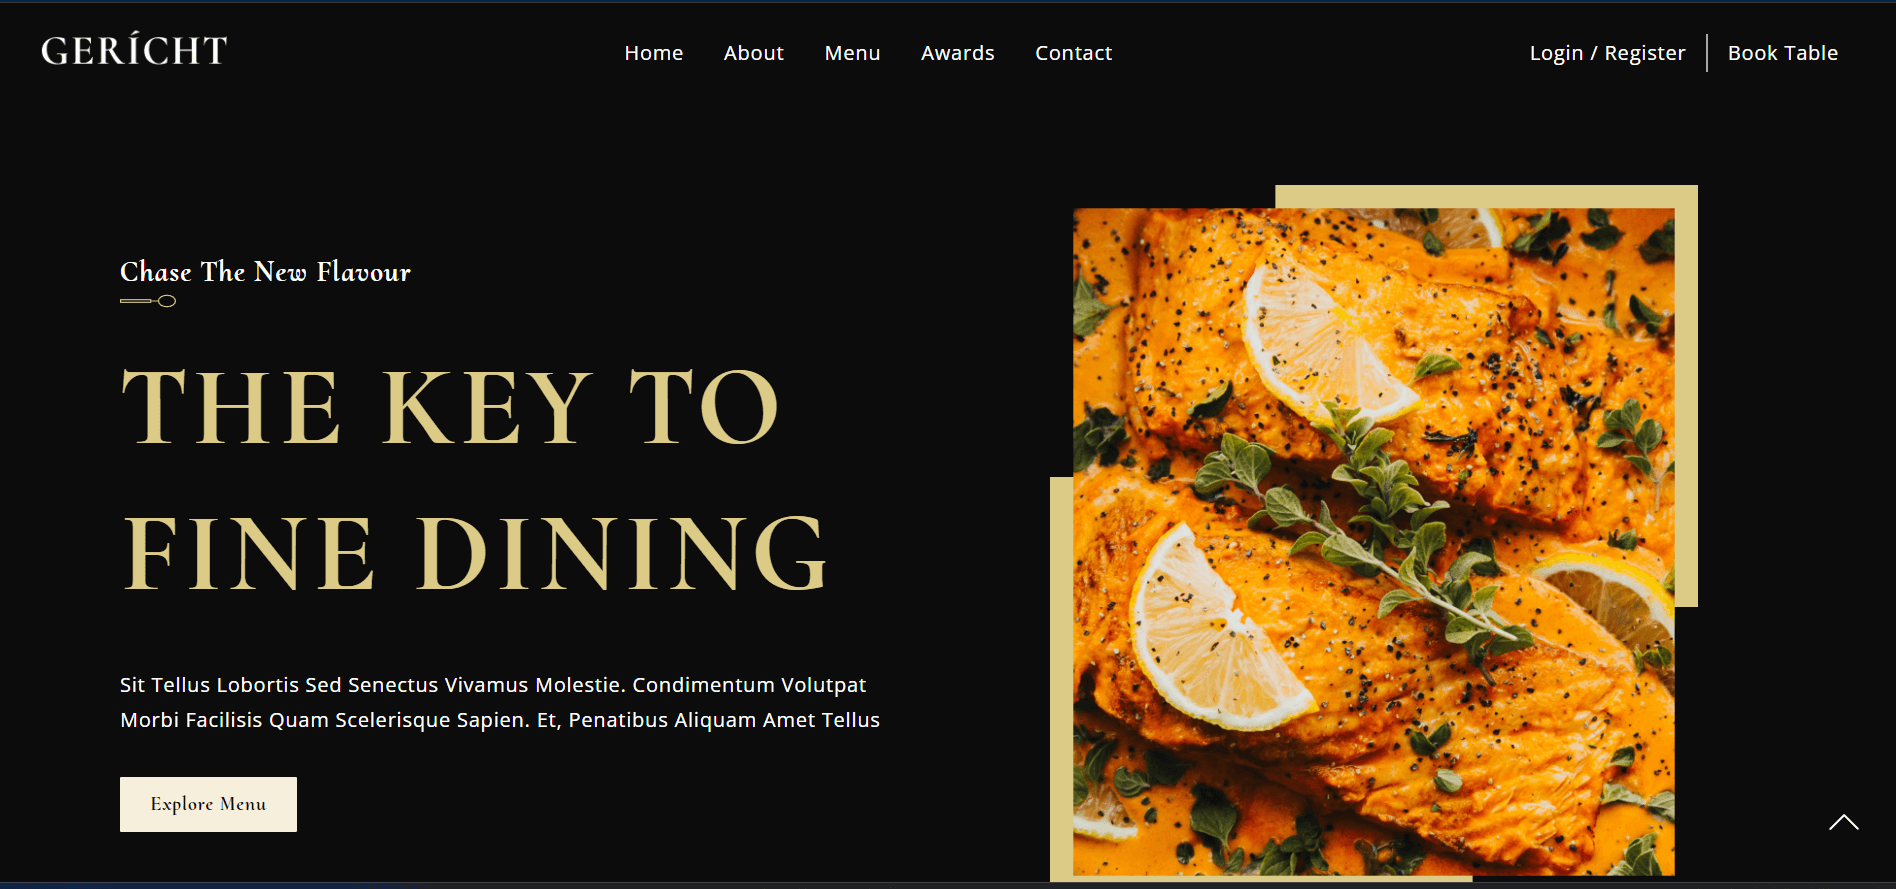 GERÍCHT
Home About Menu Awards Contact
Login / Register Book Table
Chase The New Flavour
THE KEY TO
FINE DINING
Sit Tellus Lobortis Sed Senectus Vivamus Molestie. Condimentum Volutpat
Morbi Facilisis Quam Scelerisque Sapien. Et, Penatibus Aliquam Amet Tellus
Explore Menu